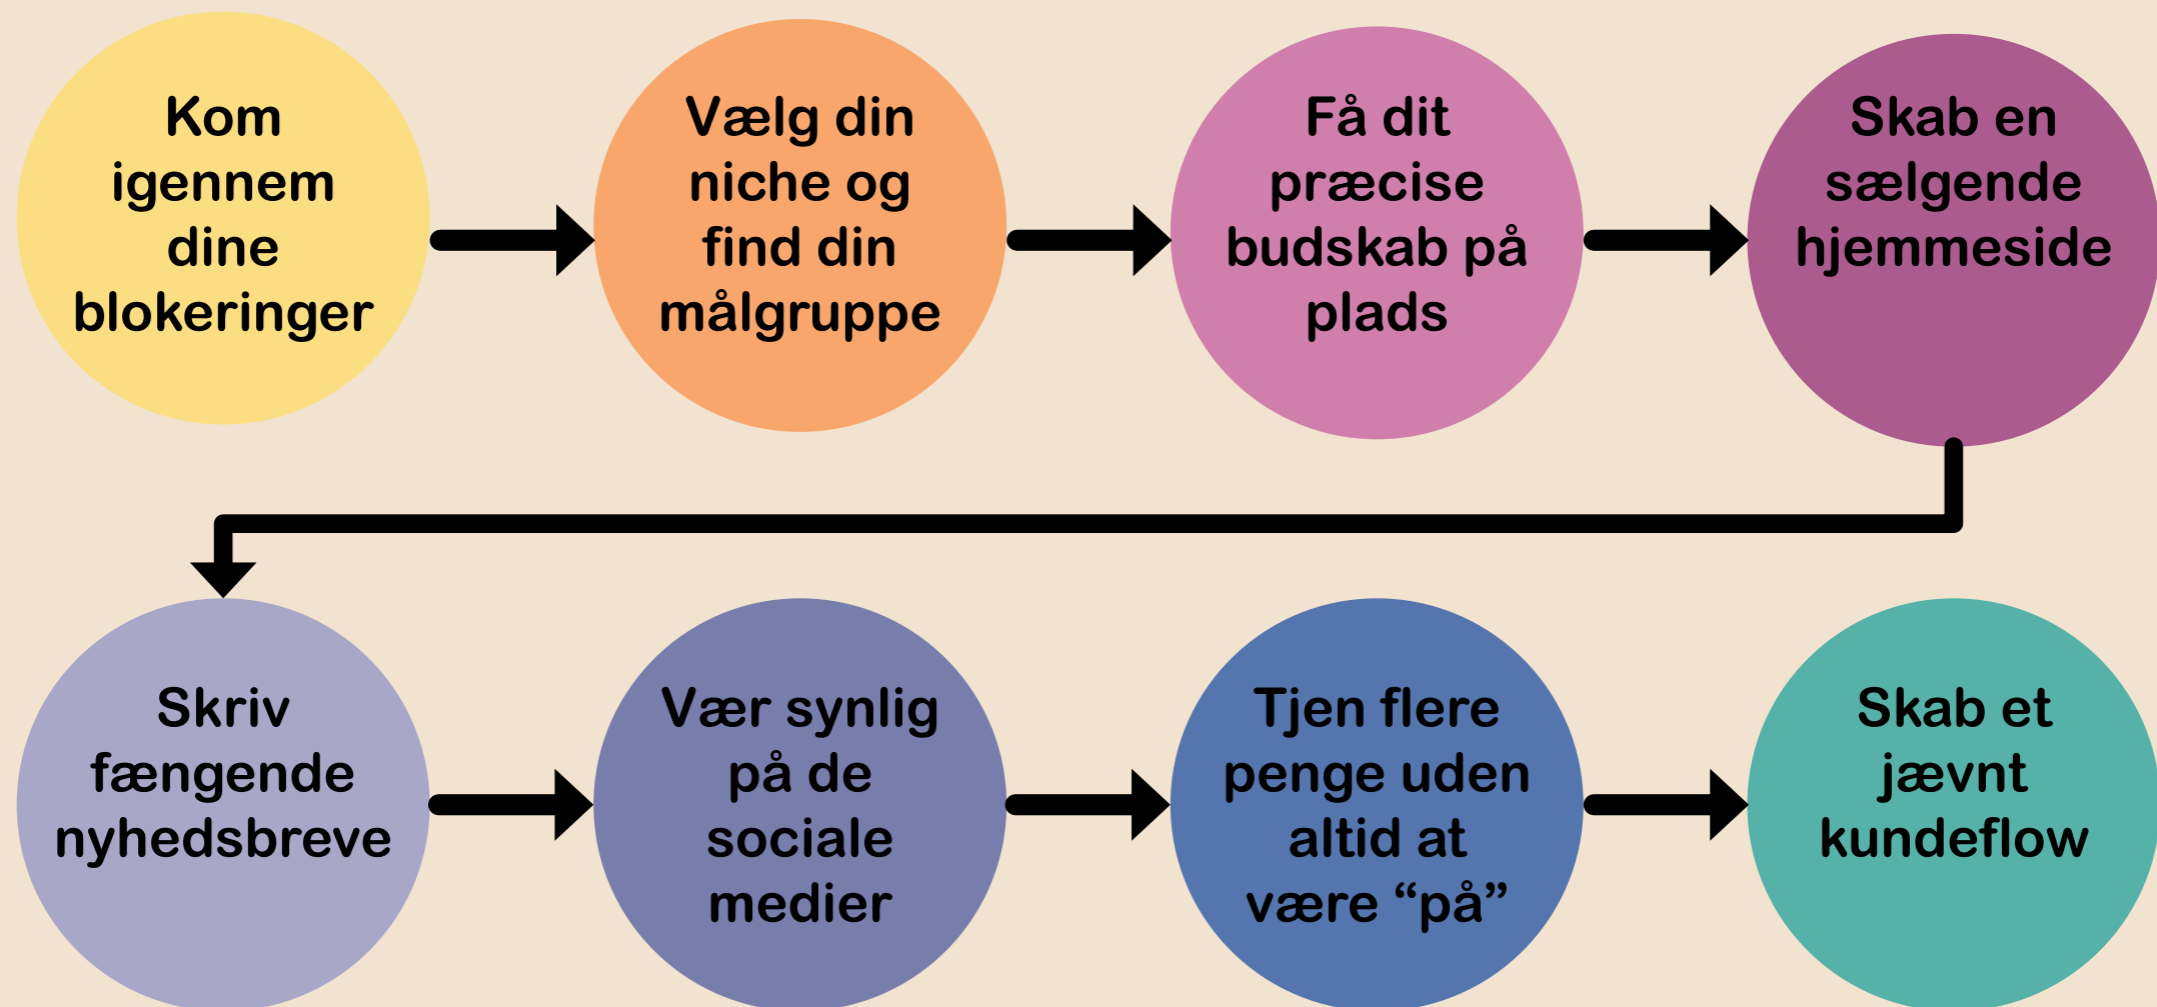 Kom
igennem
dine
blokeringer
Vælg din
niche og
find din
målgruppe
Få dit
præcise
budskab på
plads
Skab en
sælgende
hjemmeside
Skriv
fængende
nyhedsbreve
Vær synlig
på de
sociale
medier
Tjen flere
penge uden
altid at
være “på”
Skab et
jævnt
kundeflow